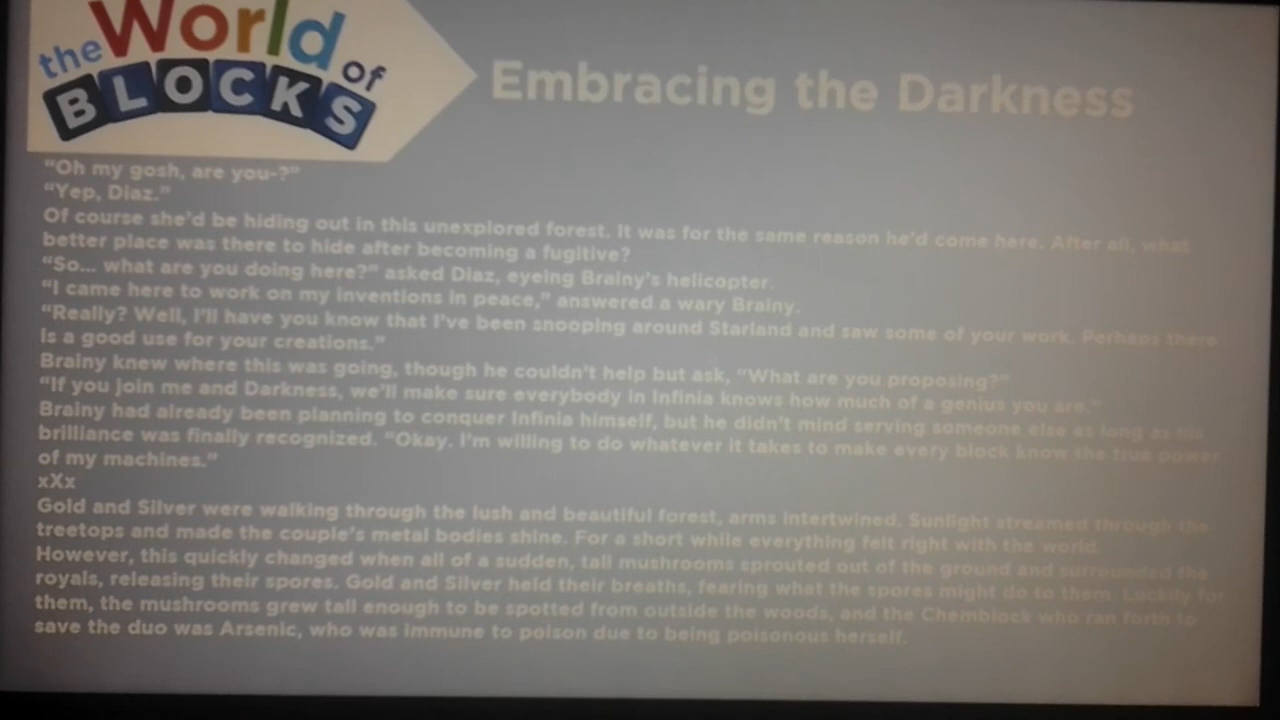 the World of
BLOCKS
Embracing the Darkness
“Oh my gosh, are you-?”
“Yep, Diaz.”
Of course she’d be hiding out in this unexplored forest. It was for the same reason he’d come here. After all, what
better place was there to hide after becoming a fugitive?
“So... what are you doing here?” asked Diaz, eyeing Brainy’s helicopter.
“I came here to work on my inventions in peace,” answered a wary Brainy.
“Really? Well, I’ll have you know that I’ve been snooping around Starland and saw some of your work. Perhaps there
is a good use for your creations.”
Brainy knew where this was going, though he couldn’t help but ask, “What are you proposing?”
“If you join me and Darkness, we’ll make sure everybody in Infinia knows how much of a genius you are.”
Brainy had already been planning to conquer Infinia himself, but he didn’t mind serving someone else as long as his
brilliance was finally recognized. “Okay. I’m willing to do whatever it takes to make every block know the true power
of my machines.”
xXx
Gold and Silver were walking through the lush and beautiful forest, arms intertwined. Sunlight streamed through the
treetops and made the couple’s metal bodies shine. For a short while everything felt right with the world.
However, this quickly changed when all of a sudden, tall mushrooms sprouted out of the ground and surrounded the
royals, releasing their spores. Gold and Silver held their breaths, fearing what the spores might do to them. Luckily for
them, the mushrooms grew tall enough to be spotted from outside the woods, and the Chemblock who ran forth to
save the duo was Arsenic, who was immune to poison due to being poisonous herself.